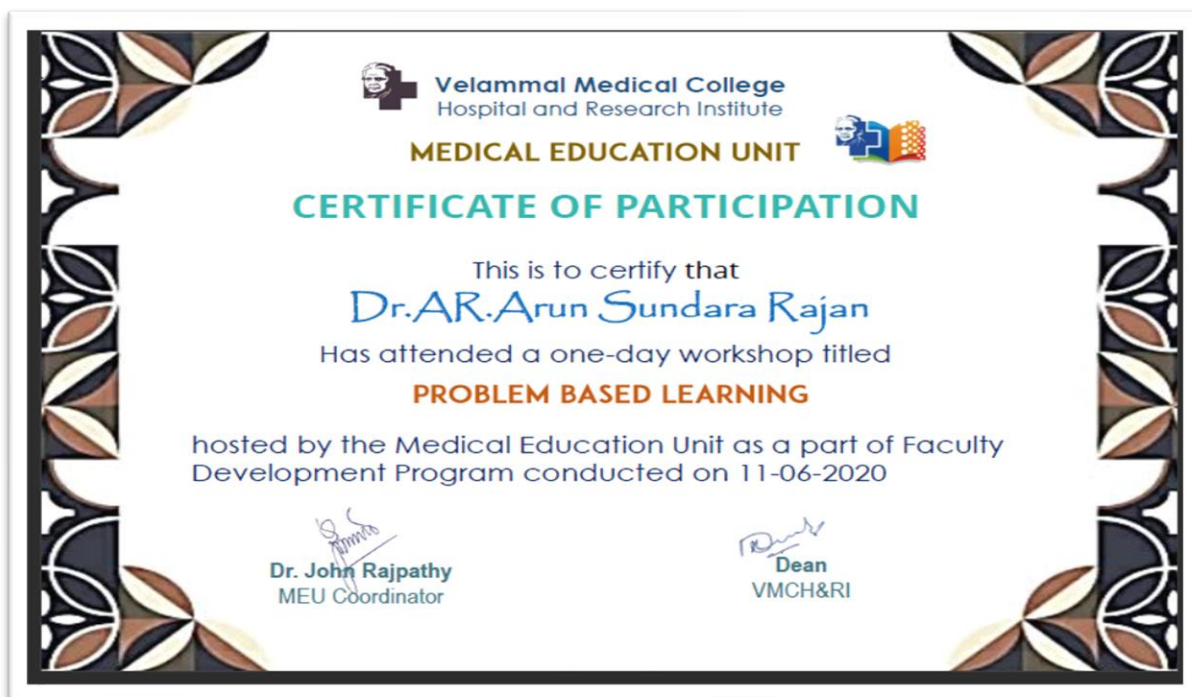 Velammal Medical College
Hospital and Research Institute
MEDICAL EDUCATION UNIT
CERTIFICATE OF PARTICIPATION
This is to certify that
Dr.AR.Arun Sundara Rajan
Has attended a one-day workshop titled
PROBLEM BASED LEARNING
hosted by the Medical Education Unit as a part of Faculty
Development Program conducted on 11-06-2020
Dr. John Rajpathy
MEU Coordinator
Dean
VMCH&RI